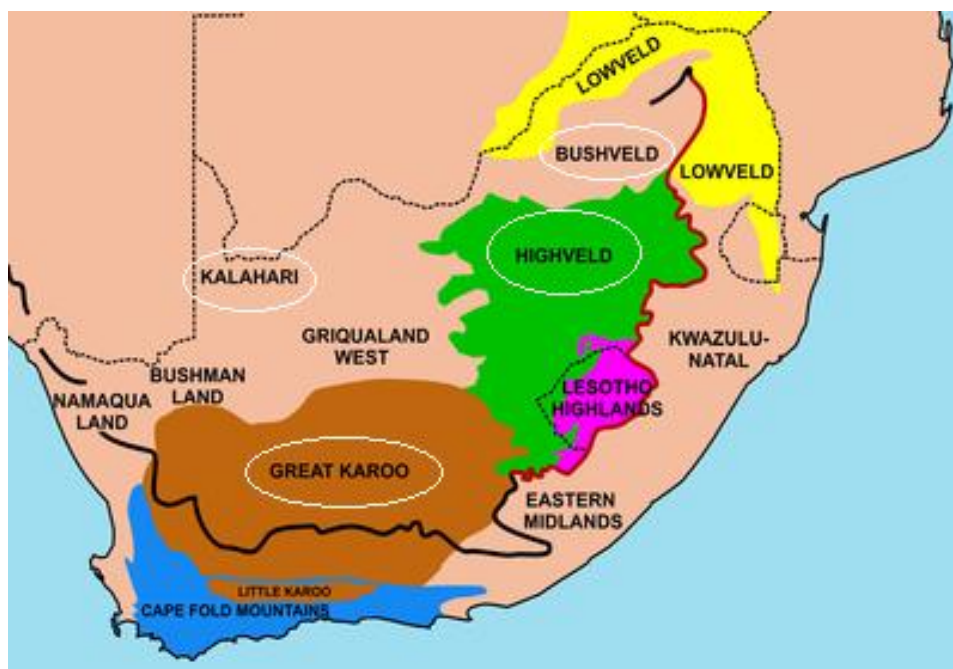 LOWVELD
BUSHVELD
LOWVELD
HIGHVELD
KALAHARI
GRIQUALAND
WEST
KWAZULU-
NATAL
BUSHMAN
LAND
NAMAQUA
LAND
LESOTHO
HIGHLANDS
GREAT KAROO
EASTERN
MIDLANDS
LITTLE KAROO
CAPE FOLD MOUNTAINS